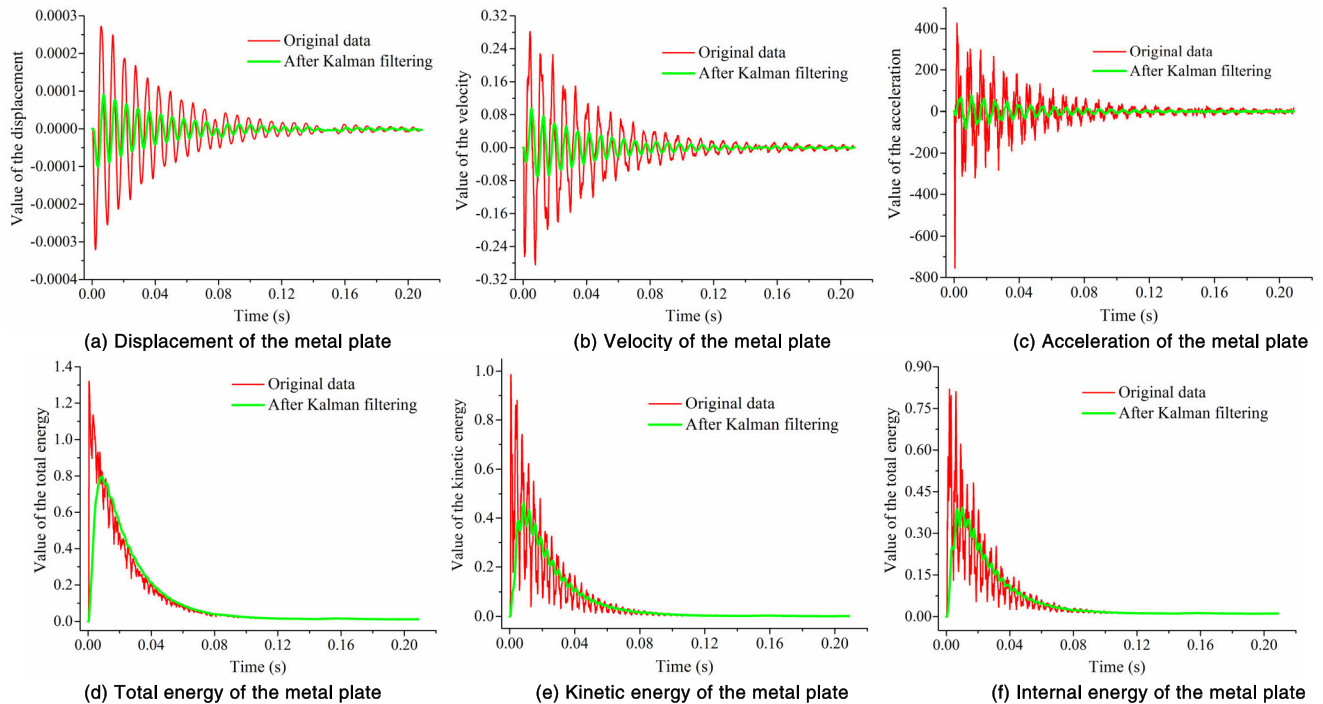 0.0003
0.0002
0.0001
0.0000
-0.0001
-0.0002
-0.0003
-0.0004
Value of the displacement
Original data
After Kalman filtering
0.00 0.04 0.08 0.12 0.16 0.20
Time (s)
(a) Displacement of the metal plate
0.32
0.24
0.16
0.08
0.00
-0.08
-0.16
-0.24
-0.32
Value of the velocity
Original data
After Kalman filtering
0.00 0.04 0.08 0.12 0.16 0.20
Time (s)
(b) Velocity of the metal plate
400
200
0
-200
-400
-600
-800
Value of the acceleration
Original data
After Kalman filtering
0.00 0.04 0.08 0.12 0.16 0.20
Time (s)
(c) Acceleration of the metal plate
1.4
1.2
1.0
0.8
0.6
0.4
0.2
0.0
Value of the total energy
Original data
After Kalman filtering
0.00 0.04 0.08 0.12 0.16 0.20
Time (s)
(d) Total energy of the metal plate
1.0
0.8
0.6
0.4
0.2
0.0
Value of the kinetic energy
Original data
After Kalman filtering
0.00 0.04 0.08 0.12 0.16 0.20
Time (s)
(e) Kinetic energy of the metal plate
0.90
0.75
0.60
0.45
0.30
0.15
0.00
Value of the total energy
Original data
After Kalman filtering
0.00 0.04 0.08 0.12 0.16 0.20
Time (s)
(f) Internal energy of the metal plate